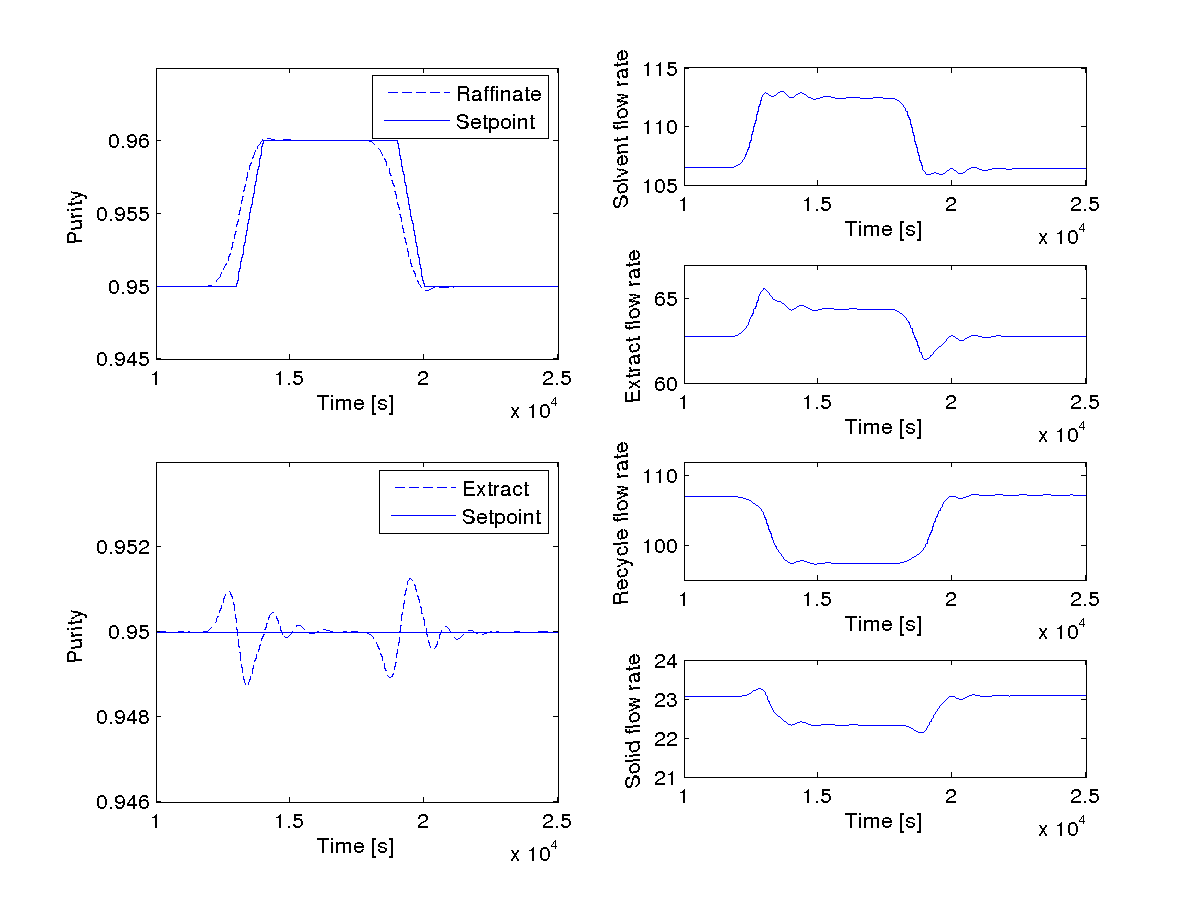 Raffinate
Setpoint
0.96
0.955
0.95
0.945
Purity
1
1.5
2
2.5
Time [s]
x 10^4
Extract
Setpoint
0.952
0.95
0.948
0.946
Purity
1
1.5
2
2.5
Time [s]
x 10^4
115
110
105
Solvent flow rate
1
1.5
2
2.5
Time [s]
x 10^4
65
60
Extract flow rate
1
1.5
2
2.5
Time [s]
x 10^4
110
100
Recycle flow rate
1
1.5
2
2.5
Time [s]
x 10^4
24
23
22
21
Solid flow rate
1
1.5
2
2.5
Time [s]
x 10^4